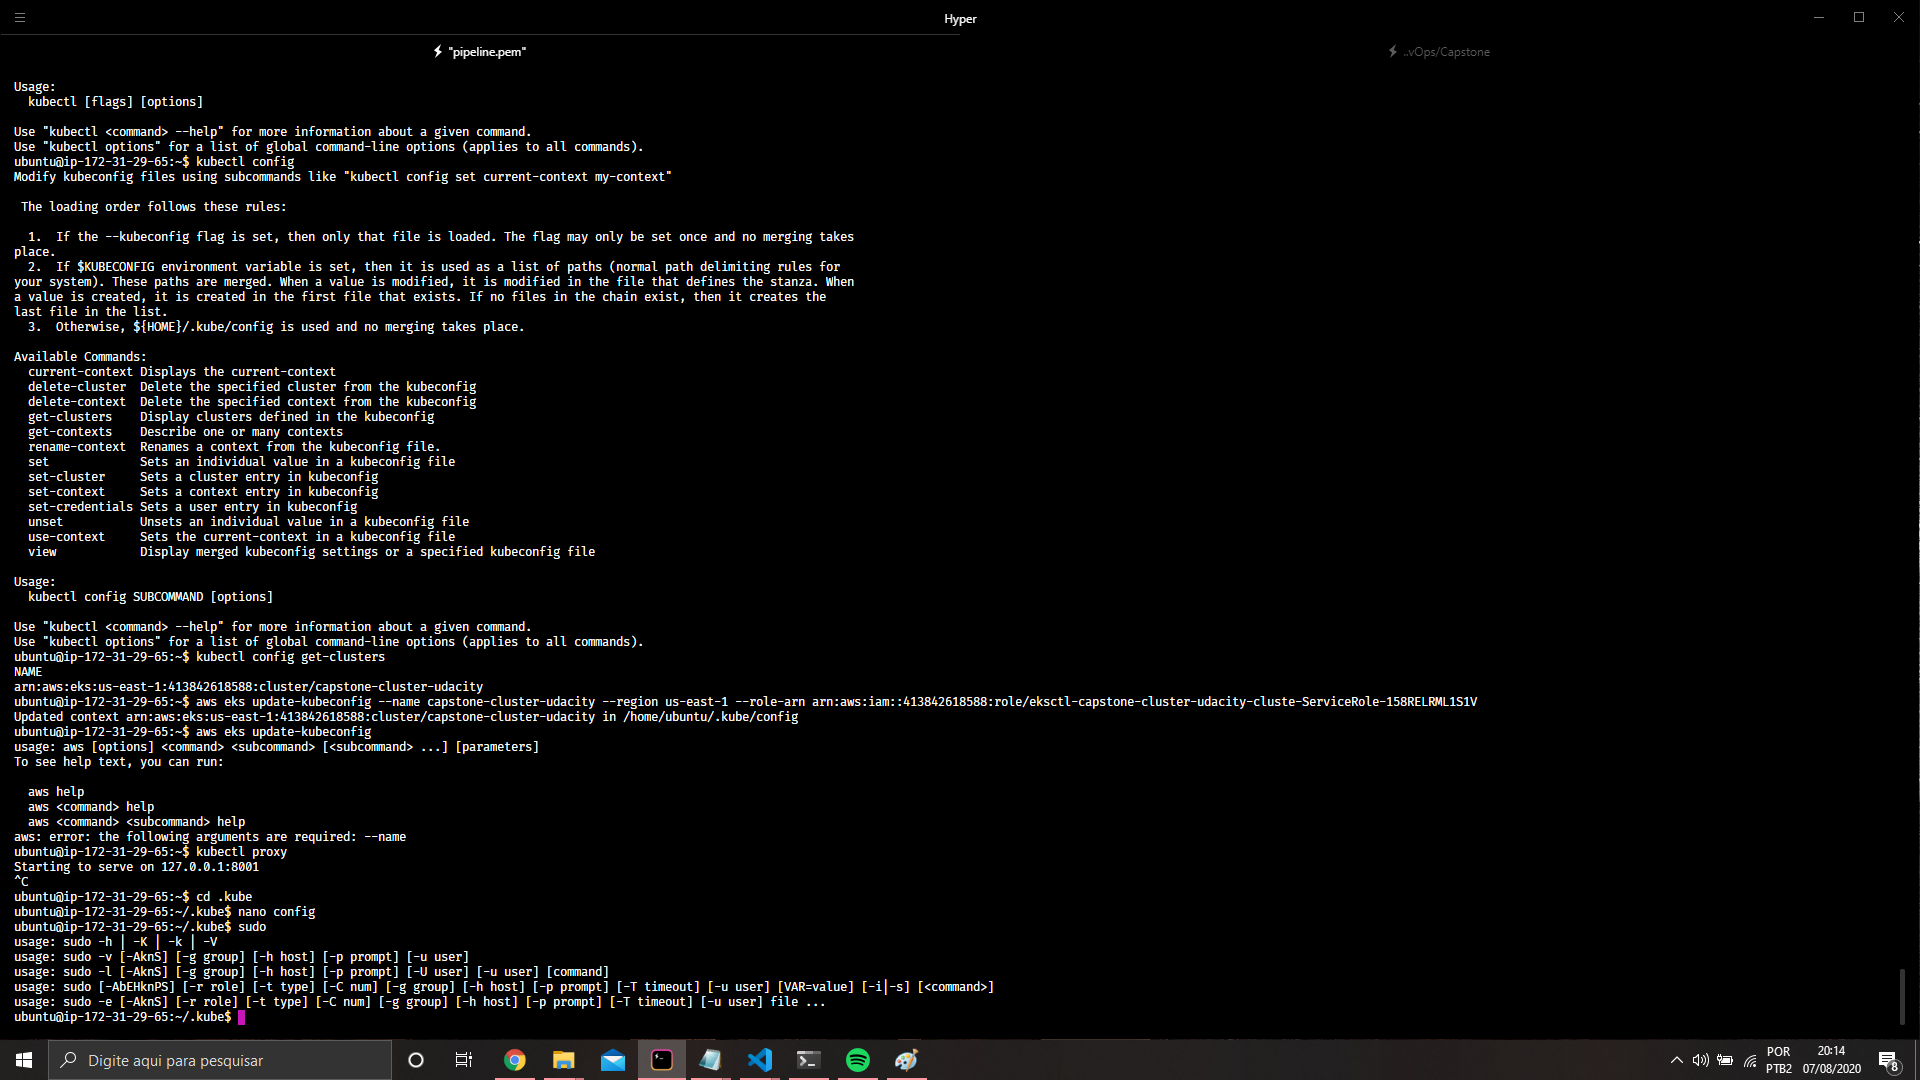 Hyper
"pipeline.pem"
..vOps/Capstone
Usage:
  kubectl [flags] [options]

Use "kubectl <command> --help" for more information about a given command.
Use "kubectl options" for a list of global command-line options (applies to all commands).
ubuntu@ip-172-31-29-65:~$ kubectl config
Modify kubeconfig files using subcommands like "kubectl config set current-context my-context"

 The loading order follows these rules:

  1.  If the --kubeconfig flag is set, then only that file is loaded. The flag may only be set once and no merging takes
place.
  2.  If $KUBECONFIG environment variable is set, then it is used as a list of paths (normal path delimiting rules for
your system). These paths are merged. When a value is modified, it is modified in the file that defines the stanza. When
a value is created, it is created in the first file that exists. If no files in the chain exist, then it creates the
last file in the list.
  3.  Otherwise, ${HOME}/.kube/config is used and no merging takes place.

Available Commands:
  current-context Displays the current-context
  delete-cluster  Delete the specified cluster from the kubeconfig
  delete-context  Delete the specified context from the kubeconfig
  get-clusters    Display clusters defined in the kubeconfig
  get-contexts    Describe one or many contexts
  rename-context  Renames a context from the kubeconfig file.
  set             Sets an individual value in a kubeconfig file
  set-cluster     Sets a cluster entry in kubeconfig
  set-context     Sets a context entry in kubeconfig
  set-credentials Sets a user entry in kubeconfig
  unset           Unsets an individual value in a kubeconfig file
  use-context     Sets the current-context in a kubeconfig file
  view            Display merged kubeconfig settings or a specified kubeconfig file

Usage:
  kubectl config SUBCOMMAND [options]

Use "kubectl <command> --help" for more information about a given command.
Use "kubectl options" for a list of global command-line options (applies to all commands).
ubuntu@ip-172-31-29-65:~$ kubectl config get-clusters
NAME
arn:aws:eks:us-east-1:413842618588:cluster/capstone-cluster-udacity
ubuntu@ip-172-31-29-65:~$ aws eks update-kubeconfig --name capstone-cluster-udacity --region us-east-1 --role-arn arn:aws:iam::413842618588:role/eksctl-capstone-cluster-udacity-cluste-ServiceRole-158RELRML1S1V
Updated context arn:aws:eks:us-east-1:413842618588:cluster/capstone-cluster-udacity in /home/ubuntu/.kube/config
ubuntu@ip-172-31-29-65:~$ aws eks update-kubeconfig
usage: aws [options] <command> <subcommand> [<subcommand> ...] [parameters]
To see help text, you can run:

  aws help
  aws <command> help
  aws <command> <subcommand> help
aws: error: the following arguments are required: --name
ubuntu@ip-172-31-29-65:~$ kubectl proxy
Starting to serve on 127.0.0.1:8001
^C
ubuntu@ip-172-31-29-65:~$ cd .kube
ubuntu@ip-172-31-29-65:~/.kube$ nano config
ubuntu@ip-172-31-29-65:~/.kube$ sudo
usage: sudo -h | -K | -k | -V
usage: sudo -v [-AknS] [-g group] [-h host] [-p prompt] [-u user]
usage: sudo -l [-AknS] [-g group] [-h host] [-p prompt] [-U user] [-u user] [command]
usage: sudo [-AbEHknPS] [-r role] [-t type] [-C num] [-g group] [-h host] [-p prompt] [-T timeout] [-u user] [VAR=value] [-i|-s] [<command>]
usage: sudo -e [-AknS] [-r role] [-t type] [-C num] [-g group] [-h host] [-p prompt] [-T timeout] [-u user] file ...
ubuntu@ip-172-31-29-65:~/.kube$
Digite aqui para pesquisar
POR
PTB2
20:14
07/08/2020
8